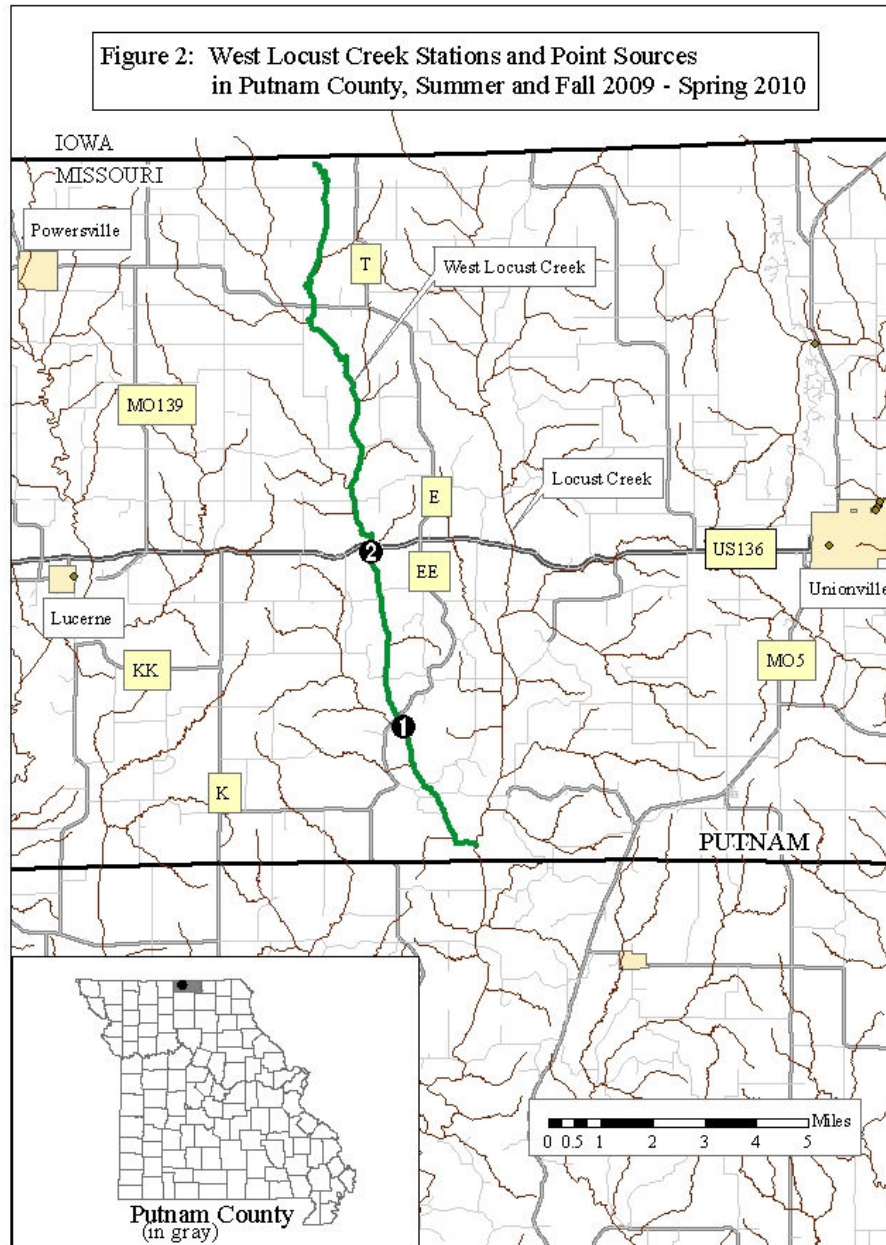 Figure 2: West Locust Creek Stations and Point Sources
in Putnam County, Summer and Fall 2009 - Spring 2010
IOWA
MISSOURI
Powersville
T
West Locust Creek
MO139
Locust Creek
E
2
US136
EE
Lucerne
Unionville
KK
MO5
1
K
PUTNAM
Miles
0 0.5 1 2 3 4 5
Putnam County
(in gray)